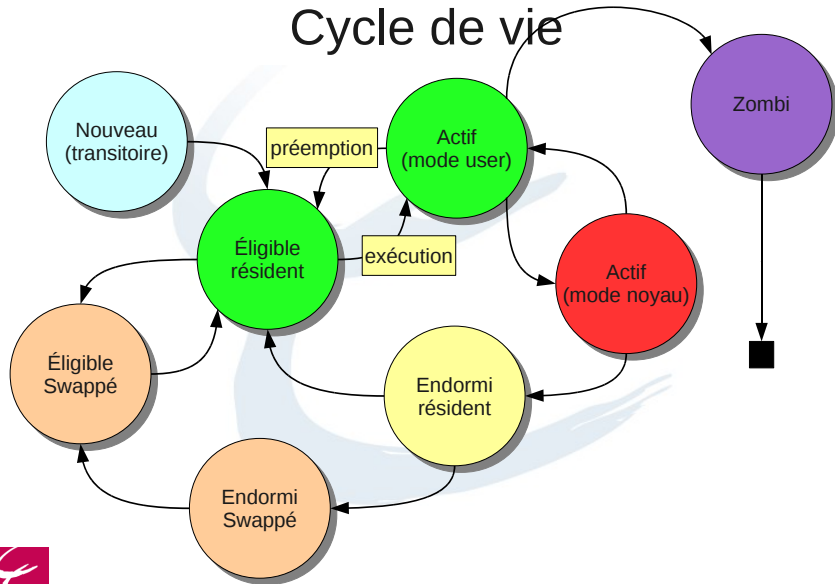 Cycle de vie
Nouveau
(transitoire)
préemption
Actif
(mode user)
Zombi
Éligible
résident
exécution
Actif
(mode noyau)
Éligible
Swappé
Endormi
résident
Endormi
Swappé